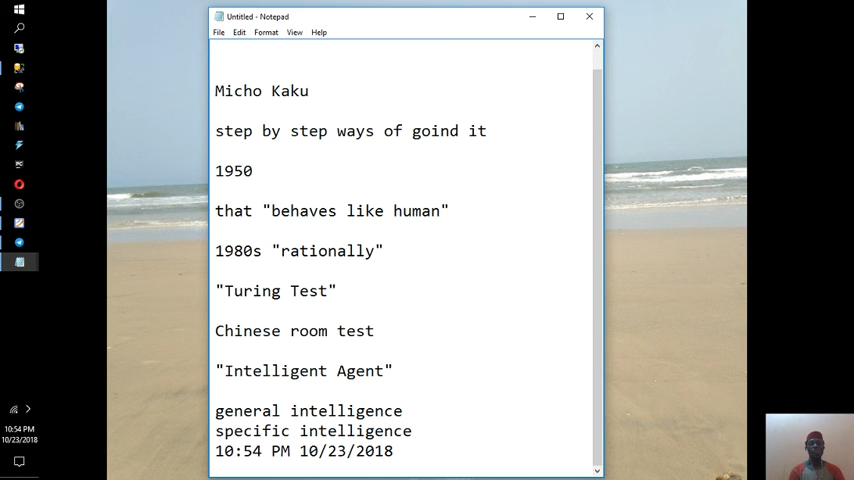 Untitled - Notepad
File Edit Format View Help
Micho Kaku
step by step ways of goind it
1950
that "behaves like human"
1980s "rationally"
"Turing Test"
Chinese room test
"Intelligent Agent"
general intelligence
specific intelligence
10:54 PM 10/23/2018
10:54 PM
10/23/2018